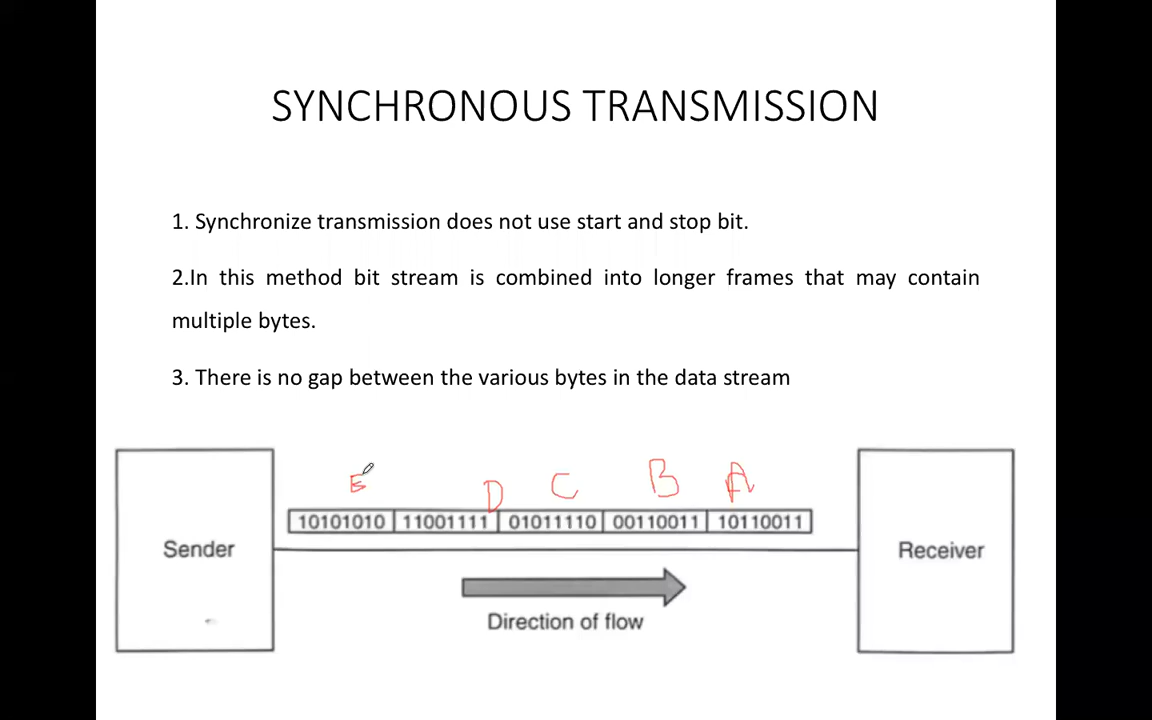 SYNCHRONOUS TRANSMISSION
1. Synchronize transmission does not use start and stop bit.
2.In this method bit stream is combined into longer frames that may contain
multiple bytes.
3. There is no gap between the various bytes in the data stream
E D C B A
10101010 11001111 01011110 00110011 10110011
Sender
Receiver
Direction of flow